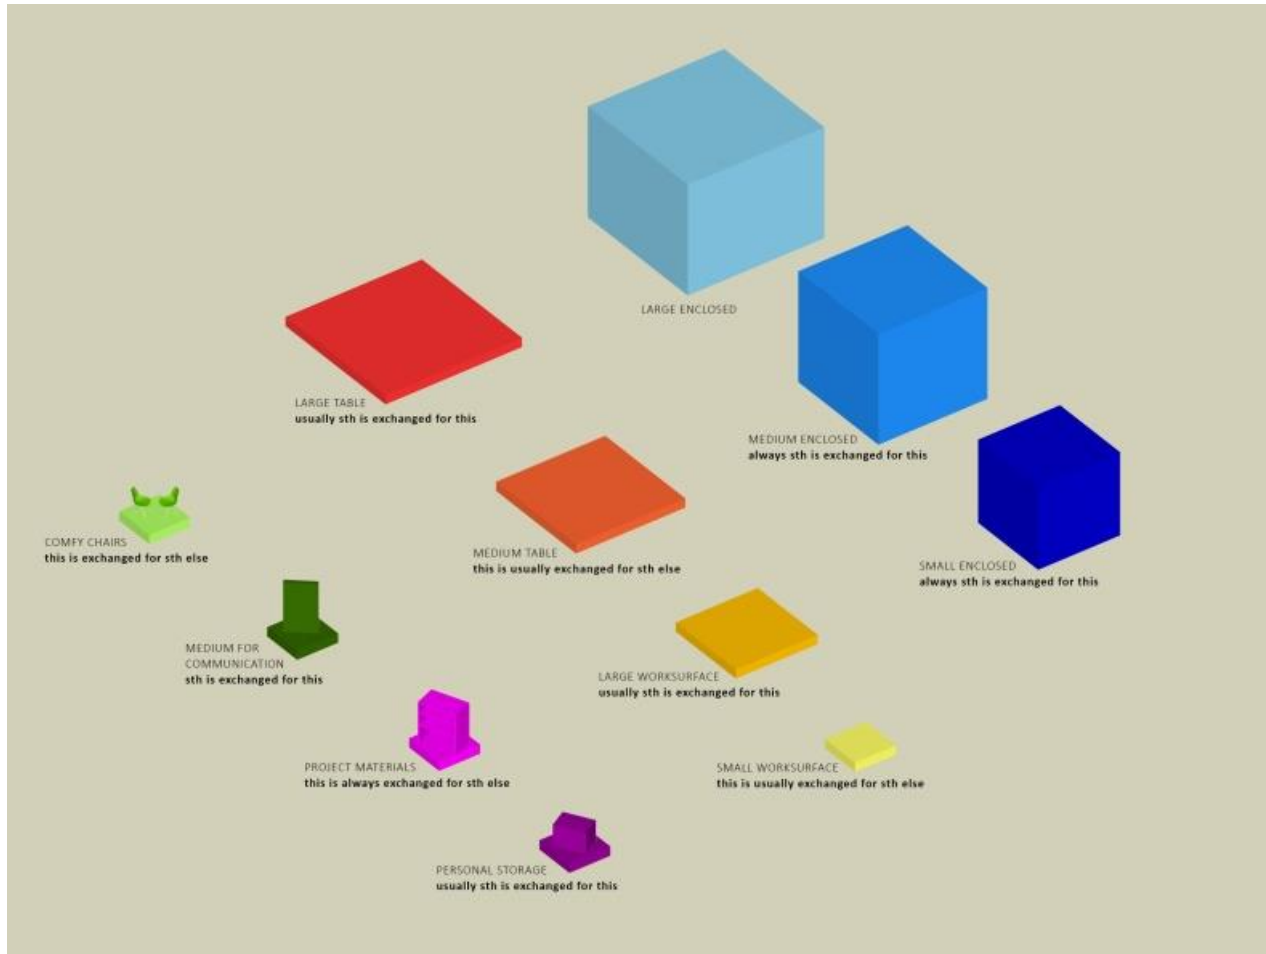 LARGE ENCLOSED
LARGE TABLE
usually sth is exchanged for this
MEDIUM ENCLOSED
always sth is exchanged for this
COMFY CHAIRS
this is exchanged for sth else
MEDIUM TABLE
this is usually exchanged for sth else
SMALL ENCLOSED
always sth is exchanged for this
MEDIUM FOR
COMMUNICATION
sth is exchanged for this
LARGE WORKSURFACE
usually sth is exchanged for this
PROJECT MATERIALS
this is always exchanged for sth else
SMALL WORKSURFACE
this is usually exchanged for sth else
PERSONAL STORAGE
usually sth is exchanged for this